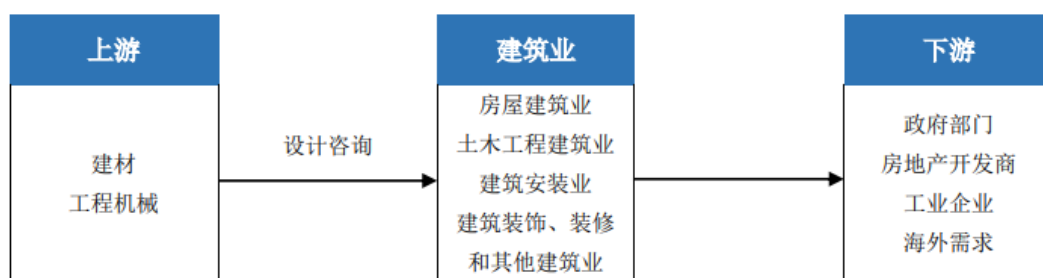 上游
建材
工程机械
设计咨询
建筑业
房屋建筑业
土木工程建筑业
建筑安装业
建筑装饰、装修
和其他建筑业
下游
政府部门
房地产开发商
工业企业
海外需求